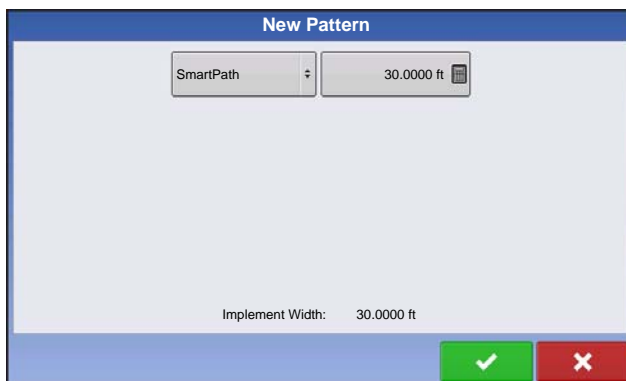 New Pattern
SmartPath 30.0000 ft
Implement Width: 30.0000 ft